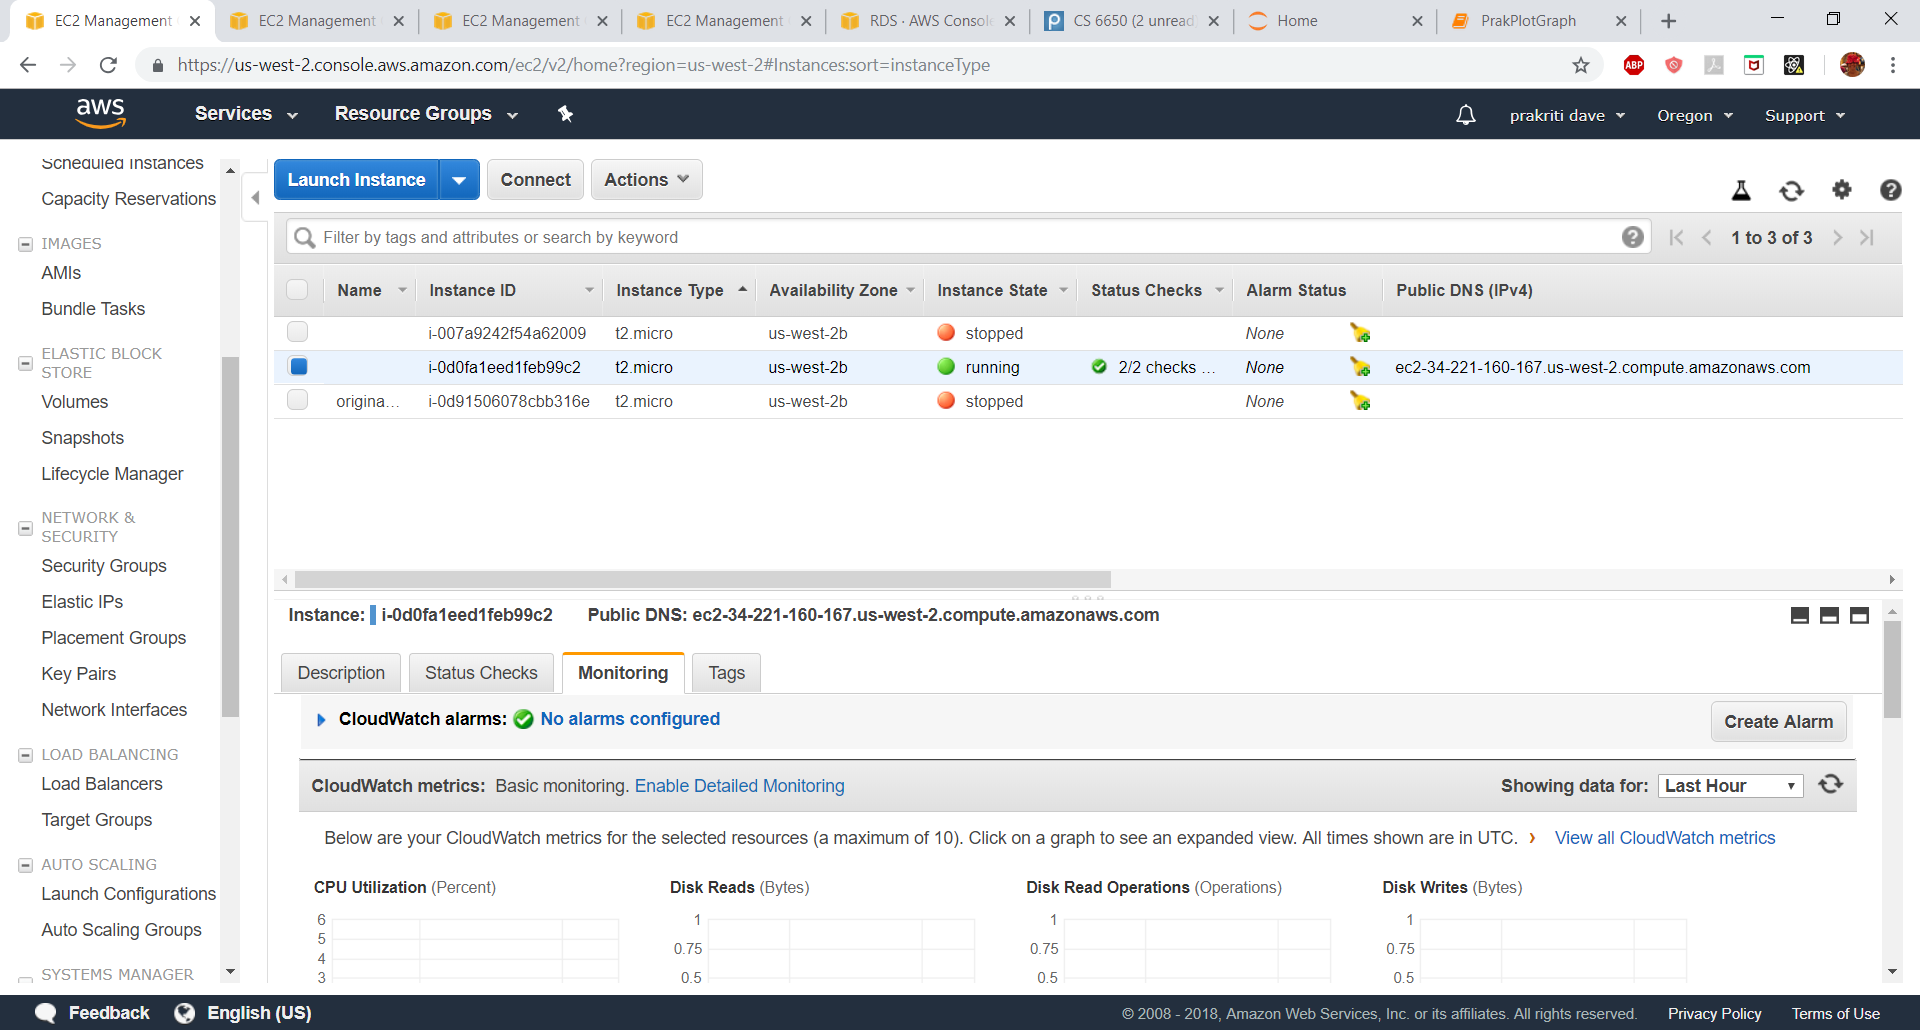 EC2 Management
EC2 Management
EC2 Management
EC2 Management
RDS · AWS Console
CS 6650 (2 unread)
Home
PrakPlotGraph
https://us-west-2.console.aws.amazon.com/ec2/v2/home?region=us-west-2#Instances:sort=instanceType
ABP
aws
Services
Resource Groups
prakriti dave
Oregon
Support
Scheduled Instances
Capacity Reservations
IMAGES
AMIs
Bundle Tasks
ELASTIC BLOCK
STORE
Volumes
Snapshots
Lifecycle Manager
NETWORK &
SECURITY
Security Groups
Elastic IPs
Placement Groups
Key Pairs
Network Interfaces
LOAD BALANCING
Load Balancers
Target Groups
AUTO SCALING
Launch Configurations
Auto Scaling Groups
SYSTEMS MANAGER
Launch Instance
Connect
Actions
Filter by tags and attributes or search by keyword
1 to 3 of 3
Name Instance ID Instance Type Availability Zone Instance State Status Checks Alarm Status Public DNS (IPv4)
i-007a9242f54a62009 t2.micro us-west-2b stopped None
i-0d0fa1eed1feb99c2 t2.micro us-west-2b running 2/2 checks ... None ec2-34-221-160-167.us-west-2.compute.amazonaws.com
origina... i-0d91506078cbb316e t2.micro us-west-2b stopped None
Instance: i-0d0fa1eed1feb99c2 Public DNS: ec2-34-221-160-167.us-west-2.compute.amazonaws.com
Description
Status Checks
Monitoring
Tags
CloudWatch alarms: No alarms configured
Create Alarm
CloudWatch metrics: Basic monitoring. Enable Detailed Monitoring
Showing data for: Last Hour
Below are your CloudWatch metrics for the selected resources (a maximum of 10). Click on a graph to see an expanded view. All times shown are in UTC. › View all CloudWatch metrics
CPU Utilization (Percent)
6
5
4
3
Disk Reads (Bytes)
1
0.75
0.5
Disk Read Operations (Operations)
1
0.75
0.5
Disk Writes (Bytes)
1
0.75
0.5
Feedback
English (US)
© 2008 - 2018, Amazon Web Services, Inc. or its affiliates. All rights reserved.
Privacy Policy
Terms of Use